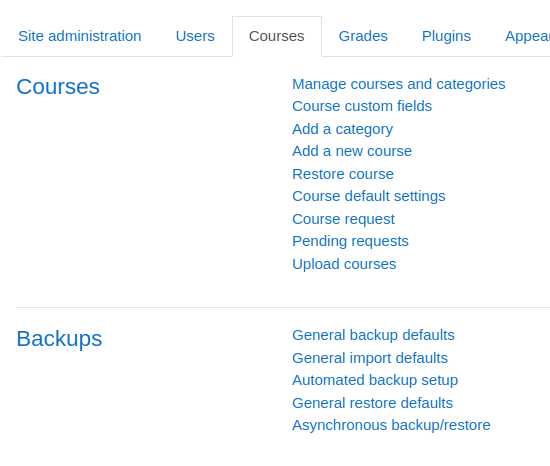 Site administration Users Courses Grades Plugins
Courses
Manage courses and categories
Course custom fields
Add a category
Add a new course
Restore course
Course default settings
Course request
Pending requests
Upload courses
Backups
General backup defaults
General import defaults
Automated backup setup
General restore defaults
Asynchronous backup/restore